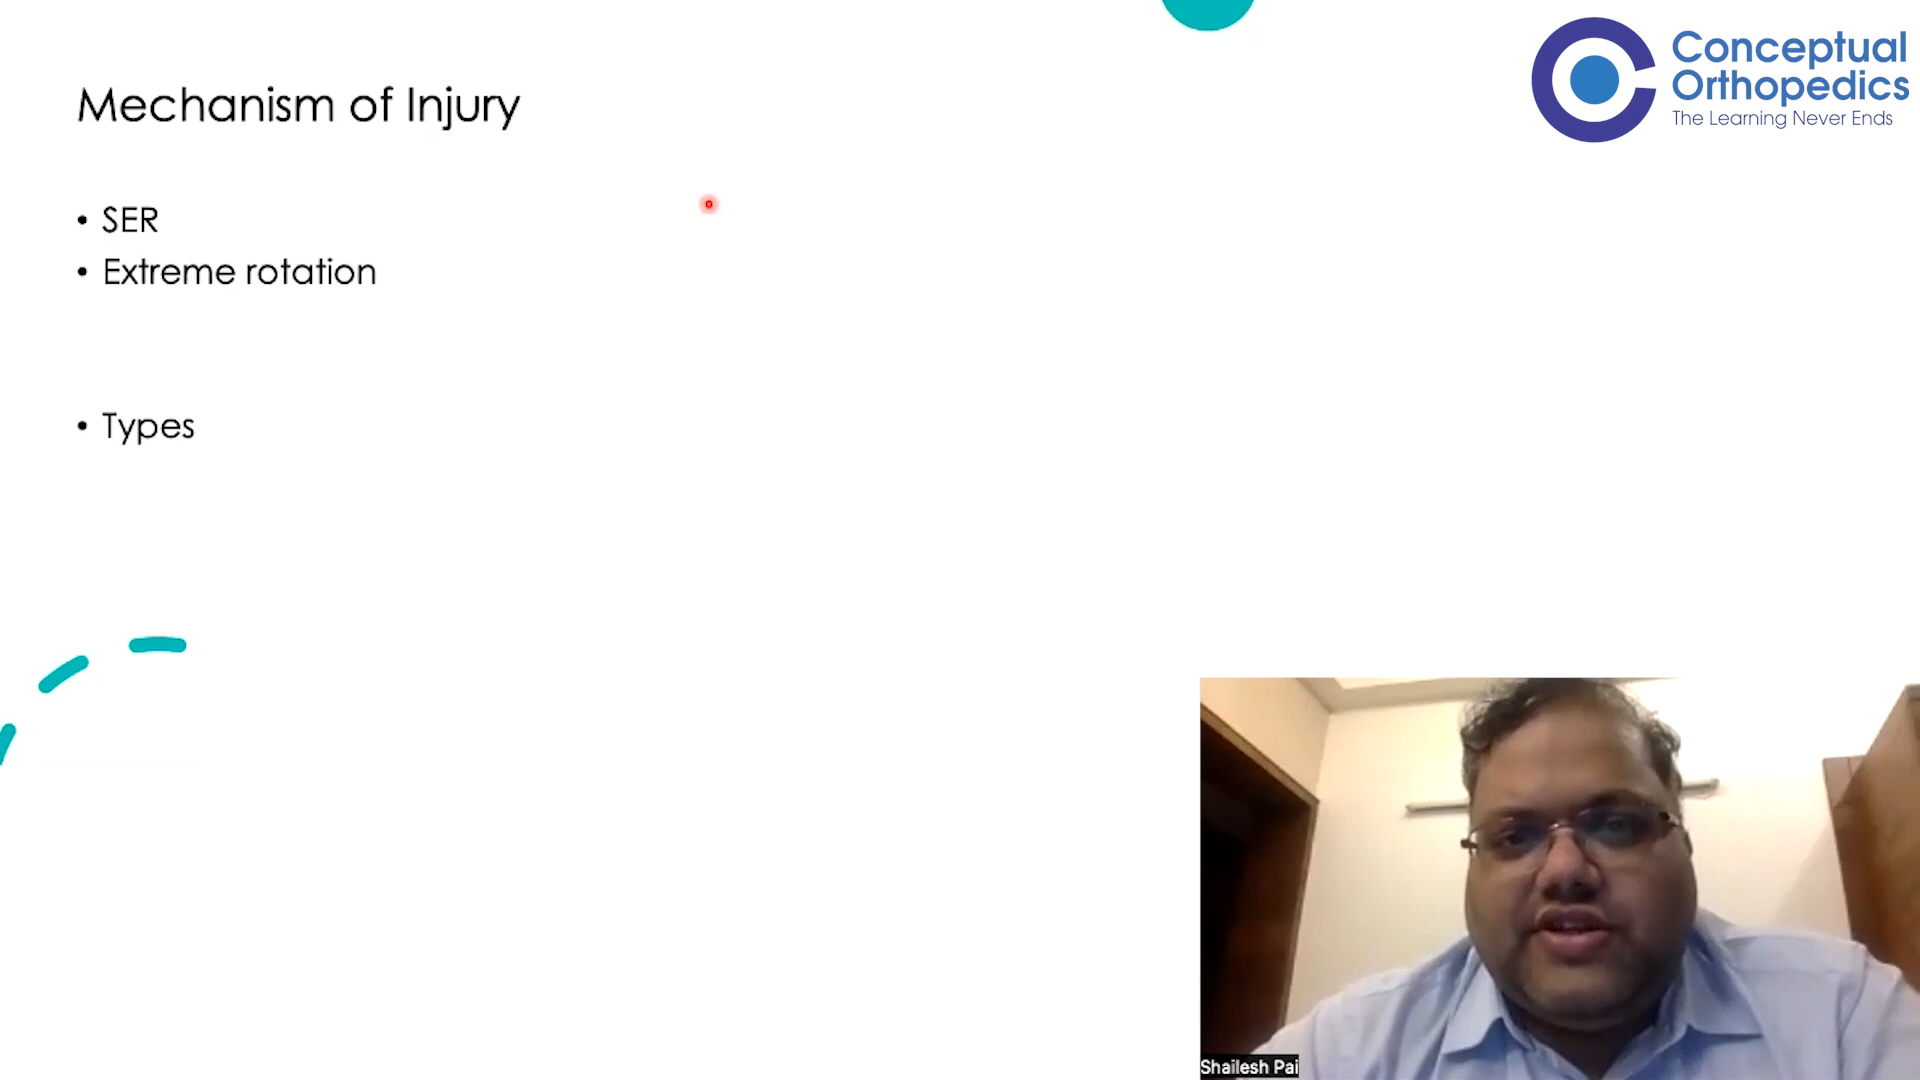 Mechanism of Injury
Conceptual
Orthopedics
The Learning Never Ends
• SER
• Extreme rotation
• Types
Shailesh Pai